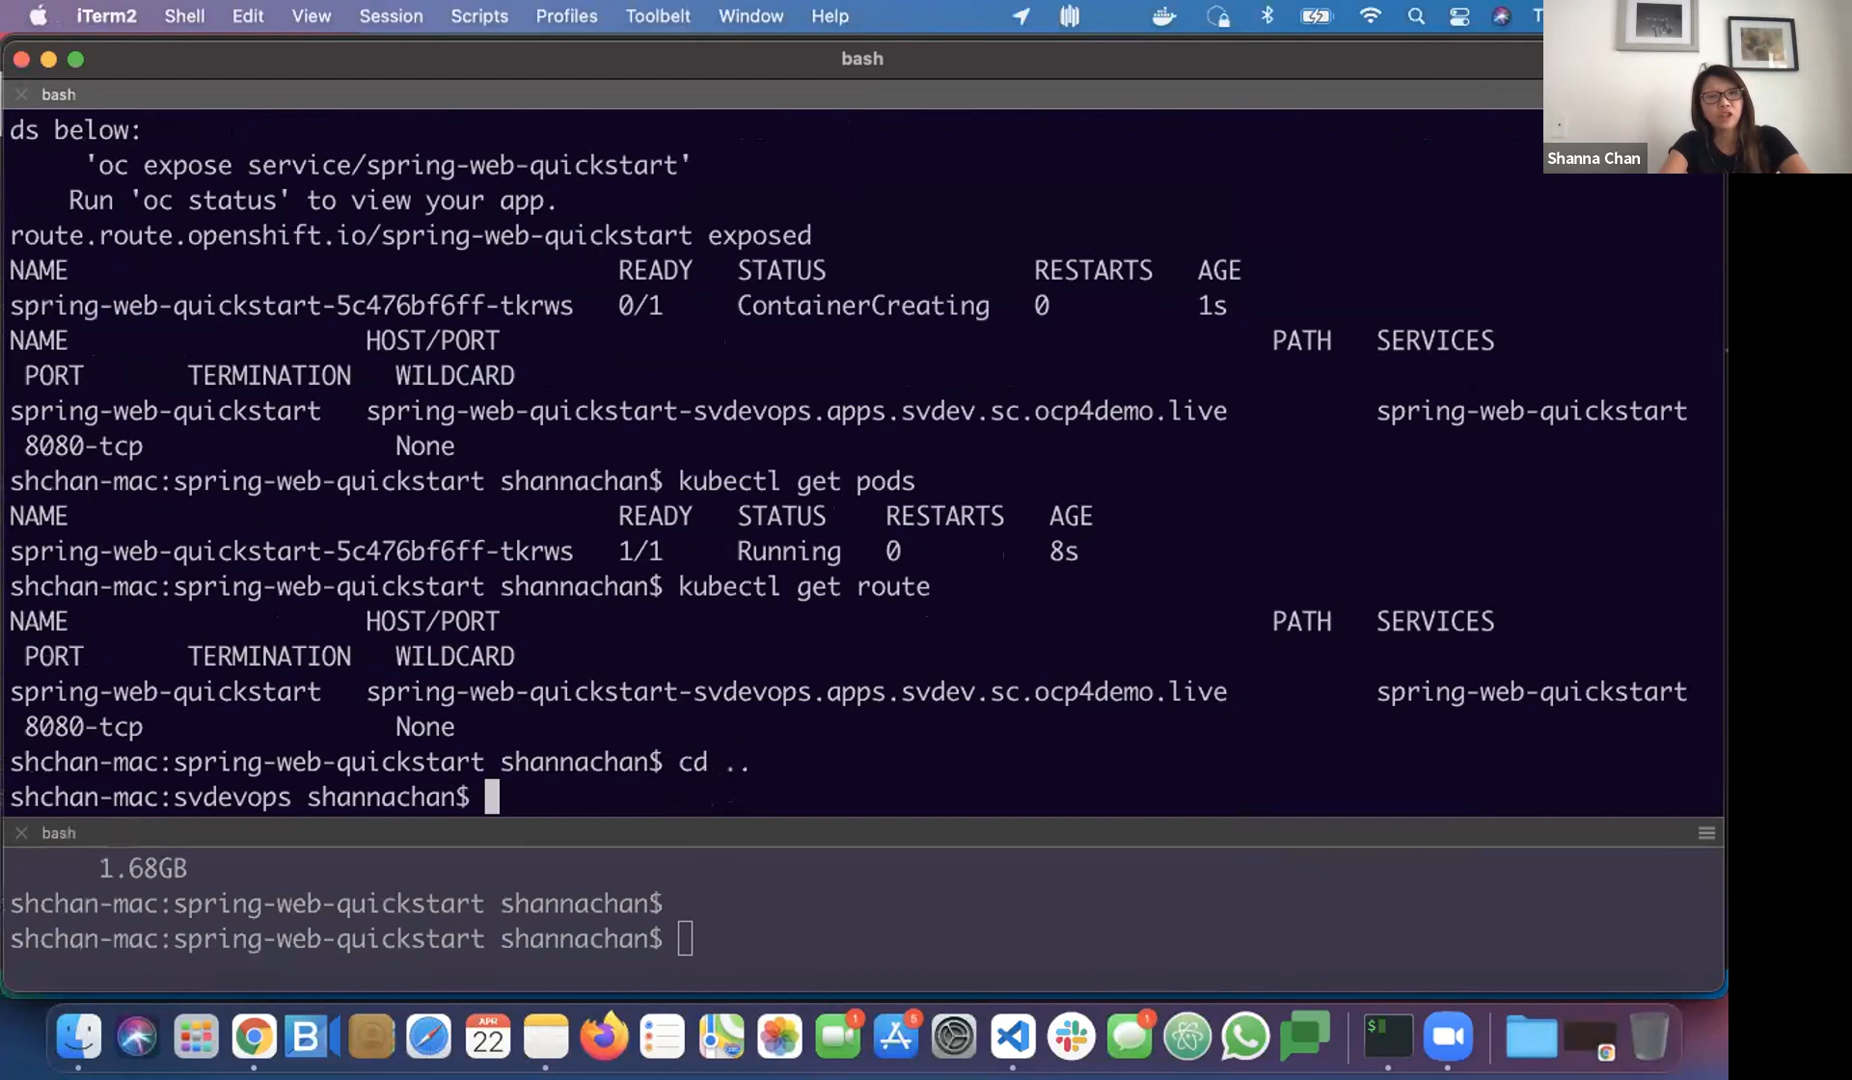 iTerm2 Shell Edit View Session Scripts Profiles Toolbelt Window Help
bash
Shanna Chan
bash
ds below:
'oc expose service/spring-web-quickstart'
Run 'oc status' to view your app.
route.route.openshift.io/spring-web-quickstart exposed
NAME READY STATUS RESTARTS AGE
spring-web-quickstart-5c476bf6ff-tkrws 0/1 ContainerCreating 0 1s
NAME HOST/PORT PATH SERVICES
PORT TERMINATION WILDCARD
spring-web-quickstart spring-web-quickstart-svdevops.apps.svdev.sc.ocp4demo.live spring-web-quickstart
8080-tcp None
shchan-mac:spring-web-quickstart shannachan$ kubectl get pods
NAME READY STATUS RESTARTS AGE
spring-web-quickstart-5c476bf6ff-tkrws 1/1 Running 0 8s
shchan-mac:spring-web-quickstart shannachan$ kubectl get route
NAME HOST/PORT PATH SERVICES
PORT TERMINATION WILDCARD
spring-web-quickstart spring-web-quickstart-svdevops.apps.svdev.sc.ocp4demo.live spring-web-quickstart
8080-tcp None
shchan-mac:spring-web-quickstart shannachan$ cd ..
shchan-mac:svdevops shannachan$
bash
1.68GB
shchan-mac:spring-web-quickstart shannachan$
shchan-mac:spring-web-quickstart shannachan$
B
APR
22
1
5
1
$